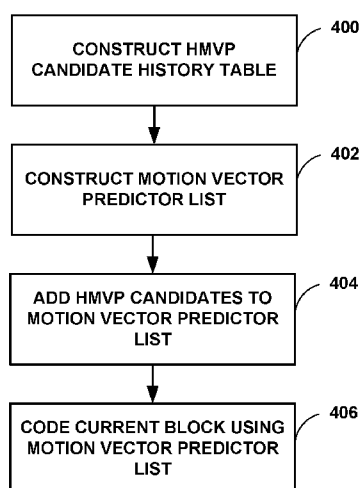 CONSTRUCT HMVP
CANDIDATE HISTORY TABLE
400
CONSTRUCT MOTION VECTOR
PREDICTOR LIST
402
ADD HMVP CANDIDATES TO
MOTION VECTOR PREDICTOR
LIST
404
CODE CURRENT BLOCK USING
MOTION VECTOR PREDICTOR
LIST
406